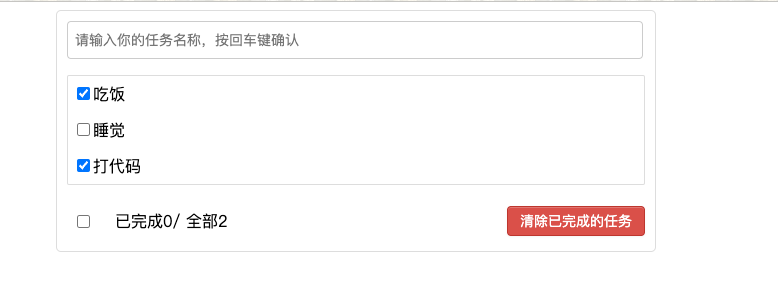 请输入你的任务名称，按回车键确认
吃饭
睡觉
打代码
已完成0/ 全部2
清除已完成的任务